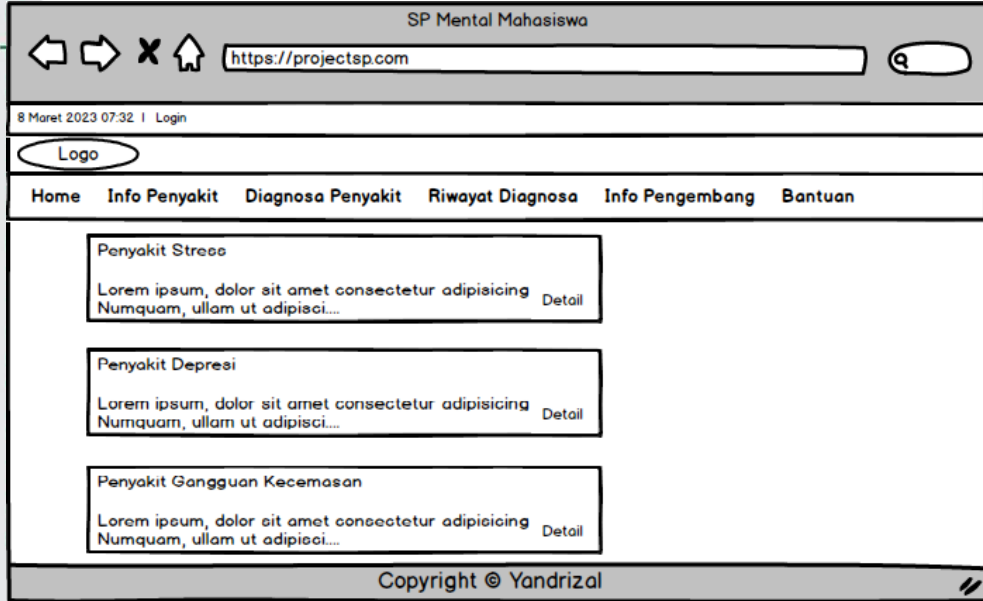 SP Mental Mahasiswa
https://projectsp.com
8 Maret 2023 07:32 | Login
Logo
Home Info Penyakit Diagnosa Penyakit Riwayat Diagnosa Info Pengembang Bantuan
Penyakit Stress
Lorem ipsum, dolor sit amet consectetur adipisicing
Numquam, ullam ut adipisci....
Detail
Penyakit Depresi
Lorem ipsum, dolor sit amet consectetur adipisicing
Numquam, ullam ut adipisci....
Detail
Penyakit Gangguan Kecemasan
Lorem ipsum, dolor sit amet consectetur adipisicing
Numquam, ullam ut adipisci....
Detail
Copyright © Yandrizal